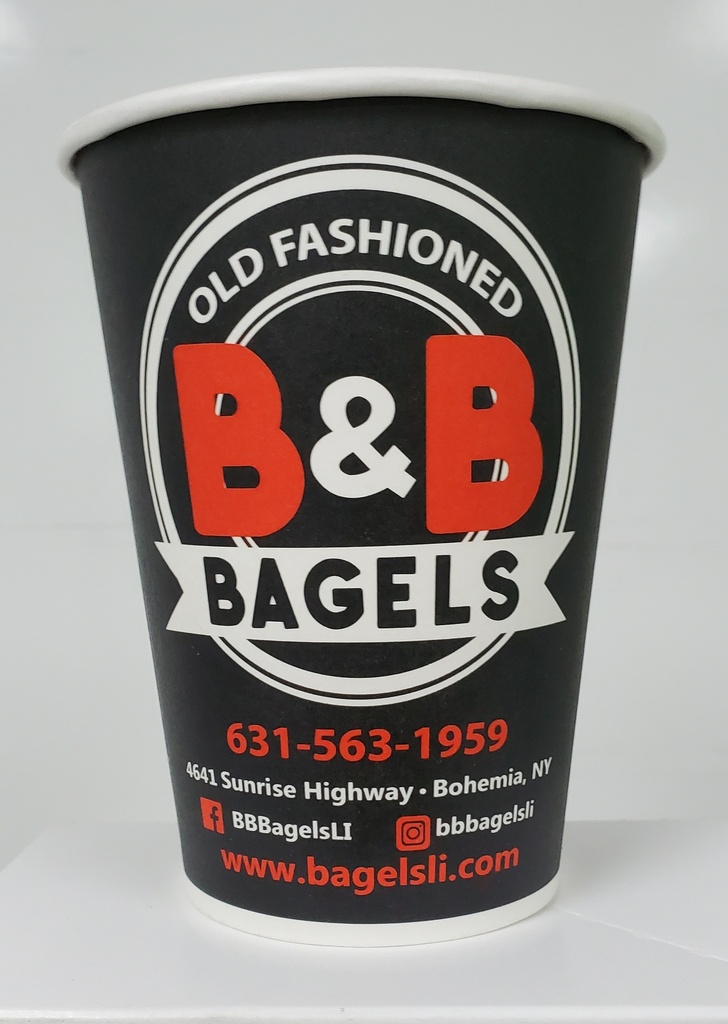 OLD FASHIONED
B&B
BAGELS
631-563-1959
4641 Sunrise Highway • Bohemia, NY
BBBagelsLI bbbagelsli
www.bagelsli.com